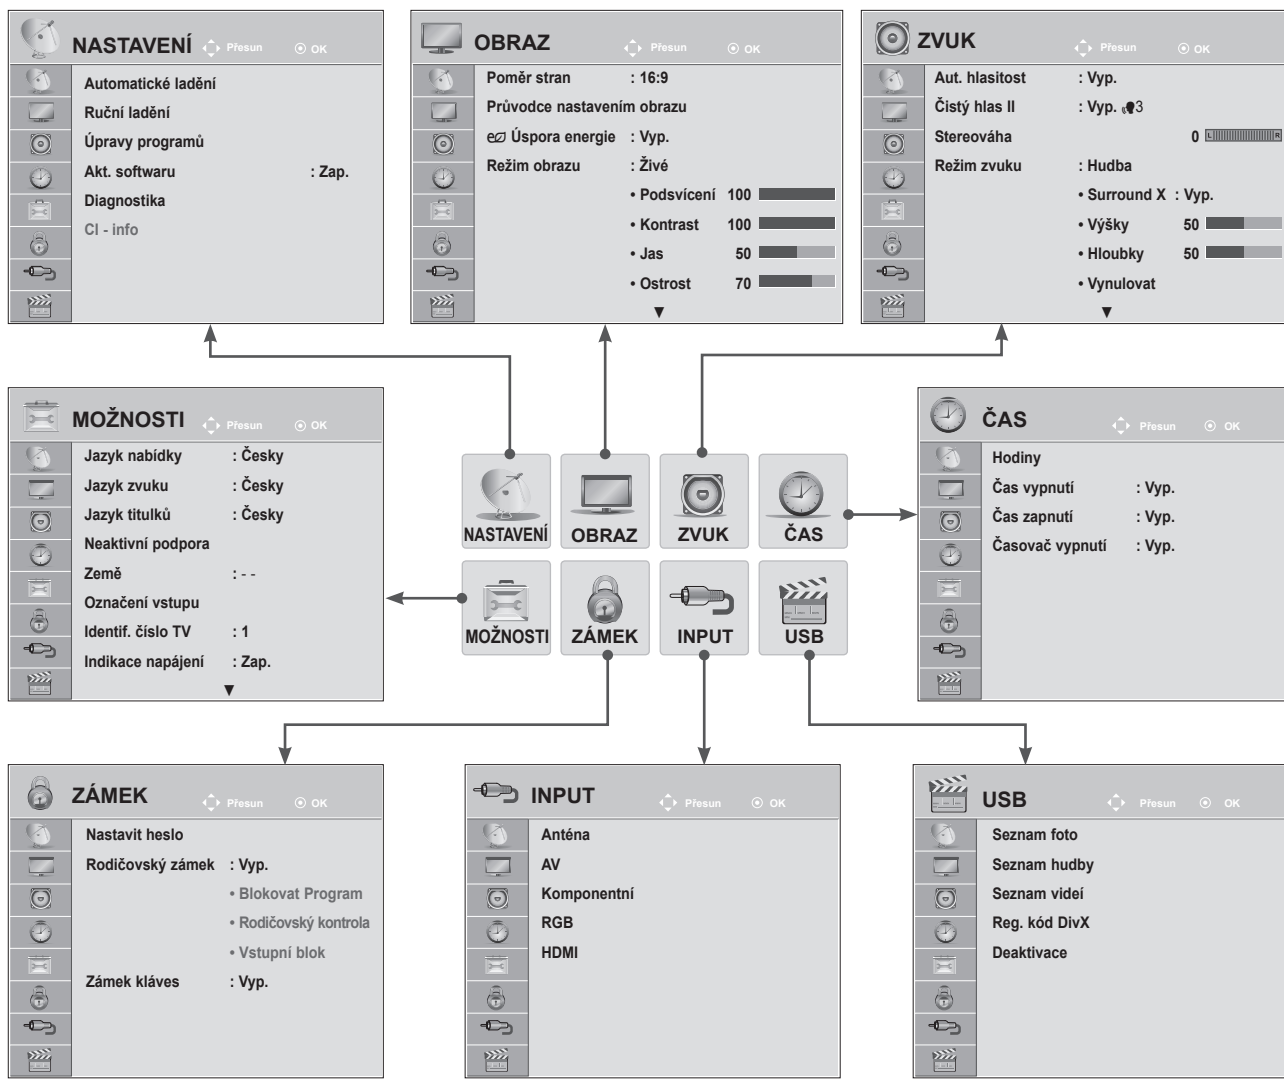 NASTAVENÍ Přesun OK
Automatické ladění
Ruční ladění
Úpravy programů
Akt. softwaru : Zap.
Diagnostika
CI - info
OBRAZ Přesun OK
Poměr stran : 16:9
Průvodce nastavením obrazu
Úspora energie : Vyp.
Režim obrazu : Živé
• Podsvícení 100
• Kontrast 100
• Jas 50
• Ostrost 70
▼
ZVUK Přesun OK
Aut. hlasitost : Vyp.
Čistý hlas II : Vyp. 3
Stereováha 0 L R
Režim zvuku : Hudba
• Surround X : Vyp.
• Výšky 50
• Hloubky 50
• Vynulovat
▼
MOŽNOSTI Přesun OK
Jazyk nabídky : Česky
Jazyk zvuku : Česky
Jazyk titulků : Česky
Neaktivní podpora
Země : - -
Označení vstupu
Identif. číslo TV : 1
Indikace napájení : Zap.
▼
NASTAVENÍ OBRAZ ZVUK ČAS
MOŽNOSTI ZÁMEK INPUT USB
ČAS Přesun OK
Hodiny
Čas vypnutí : Vyp.
Čas zapnutí : Vyp.
Časovač vypnutí : Vyp.
ZÁMEK Přesun OK
Nastavit heslo
Rodičovský zámek : Vyp.
• Blokovat Program
• Rodičovský kontrola
• Vstupní blok
Zámek kláves : Vyp.
INPUT Přesun OK
Anténa
AV
Komponentní
RGB
HDMI
USB Přesun OK
Seznam foto
Seznam hudby
Seznam videí
Reg. kód DivX
Deaktivace